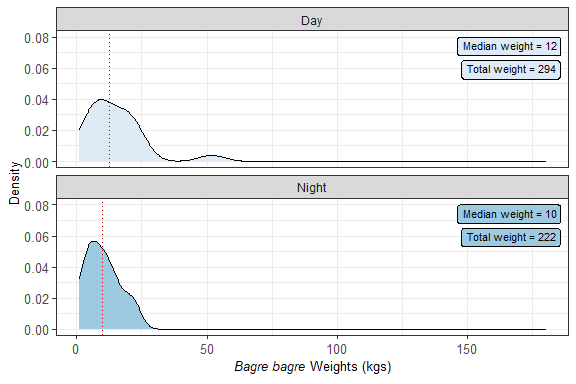 Day
0.08
0.06
0.04
0.02
0.00
Median weight = 12
Total weight = 294
Density
Night
0.08
0.06
0.04
0.02
0.00
Median weight = 10
Total weight = 222
0
50
100
150
Bagre bagre Weights (kgs)